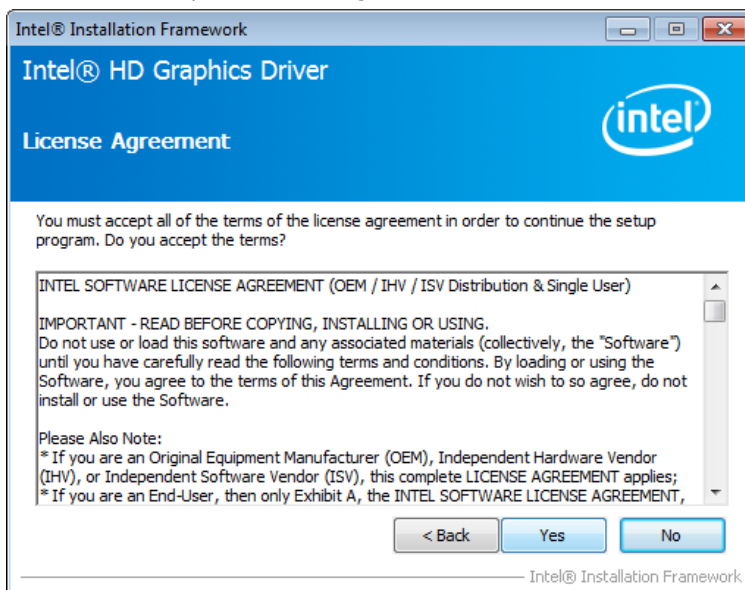 Intel® Installation Framework
Intel® HD Graphics Driver
intel®
License Agreement
You must accept all of the terms of the license agreement in order to continue the setup
program. Do you accept the terms?
INTEL SOFTWARE LICENSE AGREEMENT (OEM / IHV / ISV Distribution & Single User)
IMPORTANT - READ BEFORE COPYING, INSTALLING OR USING.
Do not use or load this software and any associated materials (collectively, the "Software")
until you have carefully read the following terms and conditions. By loading or using the
Software, you agree to the terms of this Agreement. If you do not wish to so agree, do not
install or use the Software.
Please Also Note:
* If you are an Original Equipment Manufacturer (OEM), Independent Hardware Vendor
(IHV), or Independent Software Vendor (ISV), this complete LICENSE AGREEMENT applies;
* If you are an End-User, then only Exhibit A, the INTEL SOFTWARE LICENSE AGREEMENT,
< Back Yes No
Intel® Installation Framework